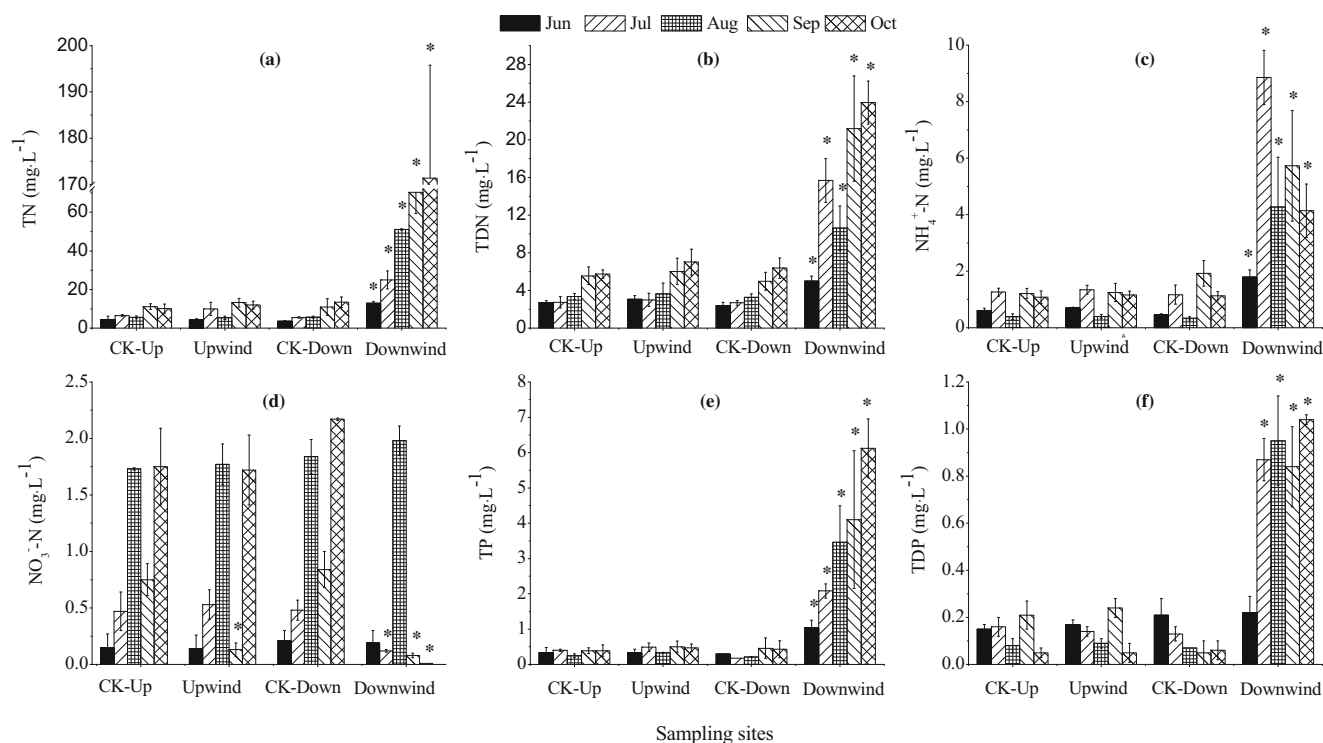 Jun Jul Aug Sep Oct
(a)
TN (mg·L⁻¹)
200
190
180
170
60
40
20
0
CK-Up Upwind CK-Down Downwind
* * * * *
(b)
TDN (mg·L⁻¹)
28
24
20
16
12
8
4
0
CK-Up Upwind CK-Down Downwind
* * * * *
(c)
NH₄⁺-N (mg·L⁻¹)
10
8
6
4
2
0
CK-Up Upwind CK-Down Downwind
* * * * *
(d)
NO₃⁻-N (mg·L⁻¹)
2.5
2.0
1.5
1.0
0.5
0.0
CK-Up Upwind CK-Down Downwind
* * * *
(e)
TP (mg·L⁻¹)
8
7
6
5
4
3
2
1
0
CK-Up Upwind CK-Down Downwind
* * * * *
(f)
TDP (mg·L⁻¹)
1.2
1.0
0.8
0.6
0.4
0.2
0.0
CK-Up Upwind CK-Down Downwind
* * * *
Sampling sites